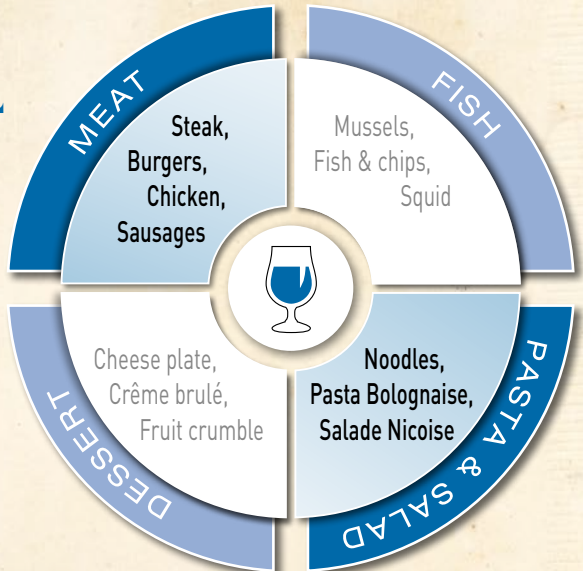 MEAT
Steak,
Burgers,
Chicken,
Sausages
FISH
Mussels,
Fish & chips,
Squid
DESSERT
Cheese plate,
Crême brulé,
Fruit crumble
PASTA & SALAD
Noodles,
Pasta Bolognaise,
Salade Nicoise